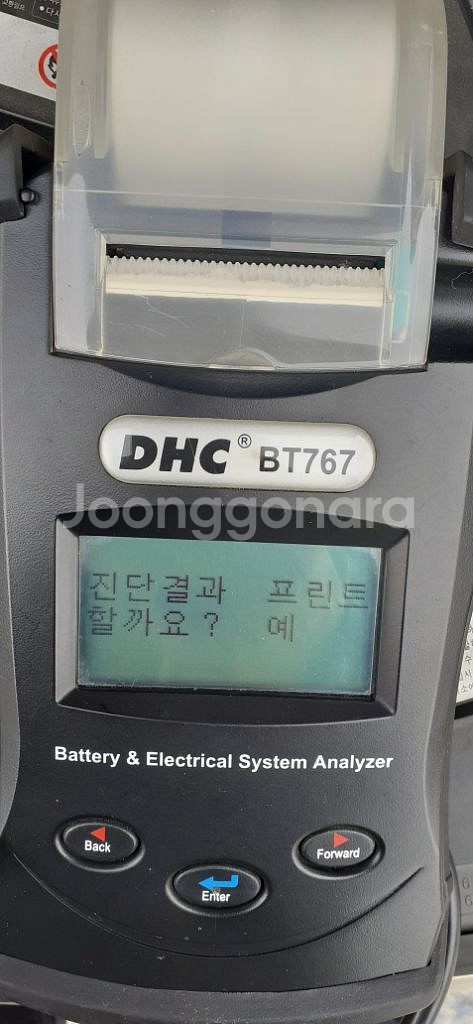 DHC® BT767
Joonggonara
진단결과 프린트
할까요? 예
Battery & Electrical System Analyzer
Back
Enter
Forward